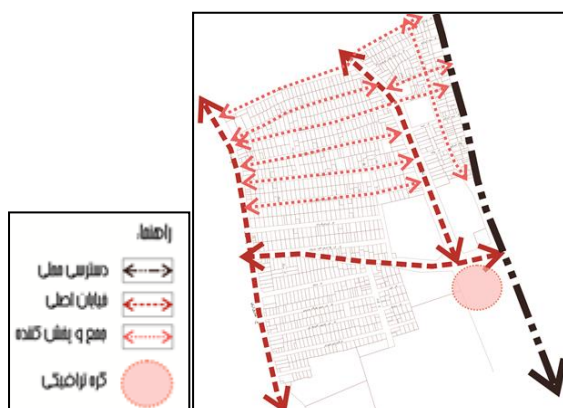 راهنما:
دسترسی محلی
خیابان اصلی
جمع و پخش کننده
گره ترافیکی